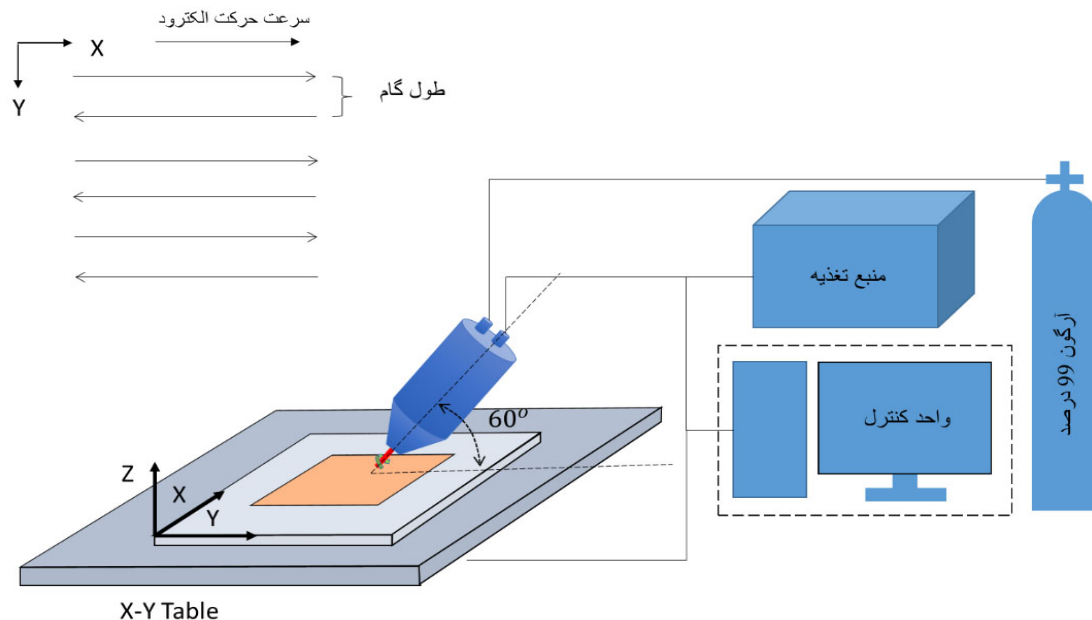 سرعت حرکت الکترود
X
Y
طول گام
منبع تغذیه
آرگون 99 درصد
واحد کنترل
60°
Z
X
Y
X-Y Table